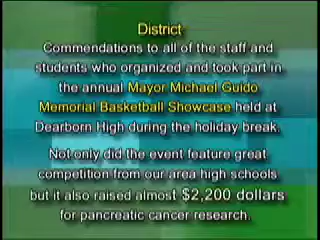 District
Commendations to all of the staff and
students who organized and took part in
the annual Mayor Michael Guido
Memorial Basketball Showcase held at
Dearborn High during the holiday break.
Not only did the event feature great
competition from our area high schools
but it also raised almost $2,200 dollars
for pancreatic cancer research.